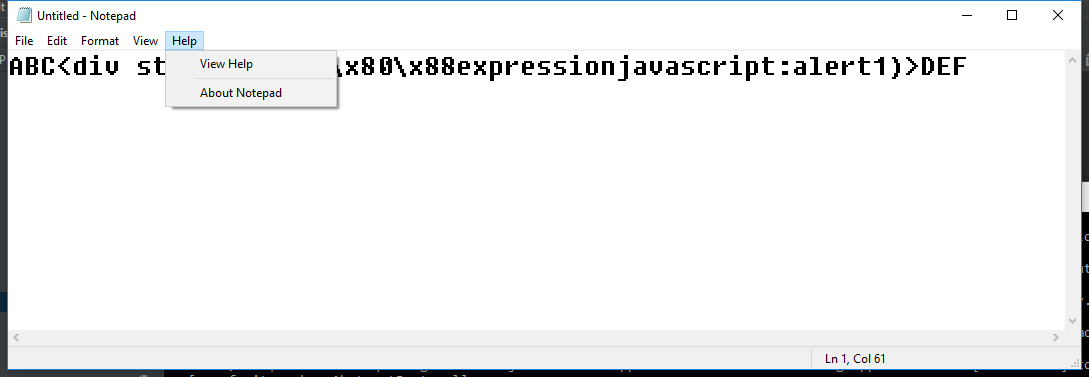 Untitled - Notepad
File Edit Format View Help
ABC<div st \x80\x88expressionjavascript:alert1)>DEF
View Help
About Notepad
Ln 1, Col 61